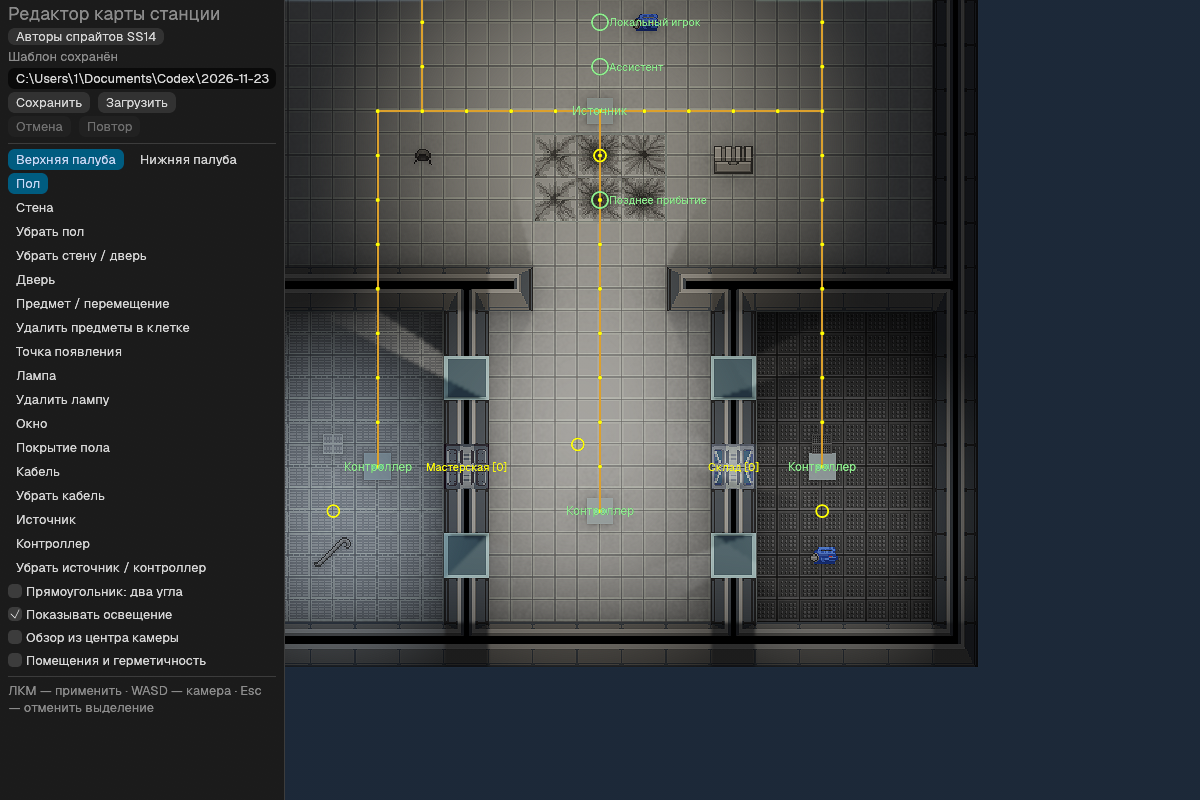 Редактор карты станции
Авторы спрайтов SS14
Шаблон сохранён
C:\Users\1\Documents\Codex\2026-11-23
Сохранить Загрузить
Отмена Повтор
Верхняя палуба Нижняя палуба
Пол
Стена
Убрать пол
Убрать стену / дверь
Дверь
Предмет / перемещение
Удалить предметы в клетке
Точка появления
Лампа
Удалить лампу
Окно
Покрытие пола
Кабель
Убрать кабель
Источник
Контроллер
Убрать источник / контроллер
Прямоугольник: два угла
Показывать освещение
Обзор из центра камеры
Помещения и герметичность
ЛКМ — применить · WASD — камера · Esc
— отменить выделение
Локальный игрок
Ассистент
Источник
Позднее прибытие
Контроллер
Мастерская [0]
Склад [0]
Контроллер
Контроллер